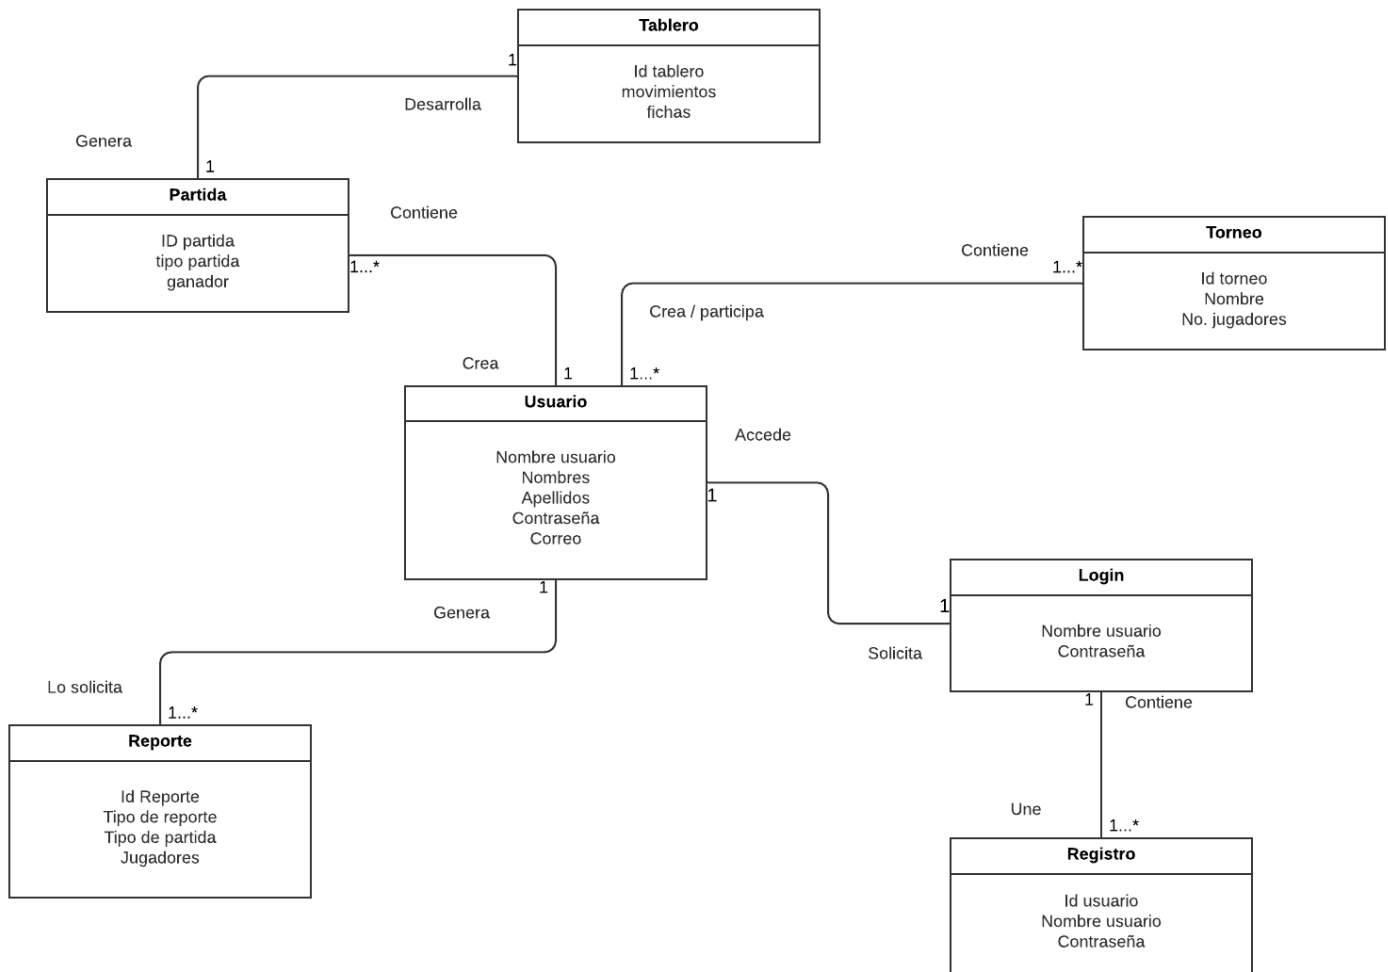 Tablero
Id tablero
movimientos
fichas
1
Desarrolla
Genera
1
Partida
ID partida
tipo partida
ganador
Contiene
1...*
Crea
1
Torneo
Id torneo
Nombre
No. jugadores
Contiene
1...*
Crea / participa
1...*
Usuario
Nombre usuario
Nombres
Apellidos
Contraseña
Correo
Accede
1
1
Solicita
Login
Nombre usuario
Contraseña
1
Genera
Lo solicita
1...*
Reporte
Id Reporte
Tipo de reporte
Tipo de partida
Jugadores
1
Contiene
Une
1...*
Registro
Id usuario
Nombre usuario
Contraseña